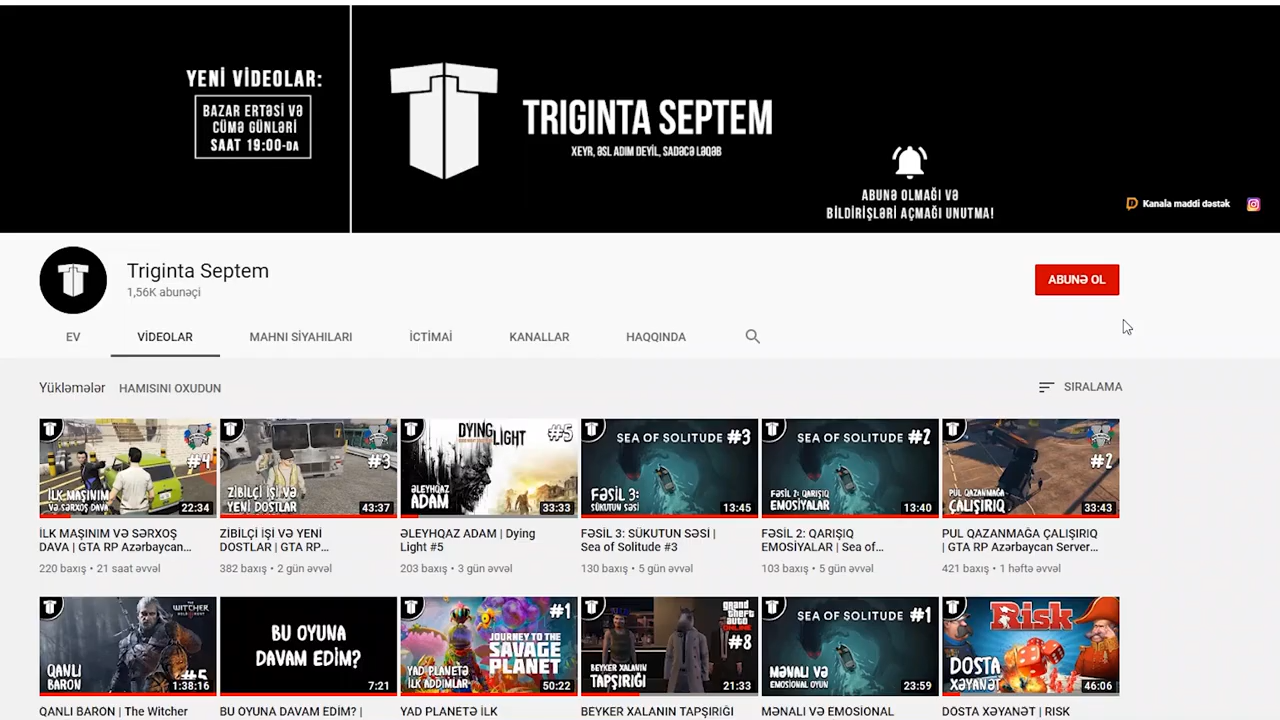 YENİ VİDEOLAR:
BAZAR ERTƏSİ VƏ
CÜMƏ GÜNLƏRİ
SAAT 19:00-DA
TRIGINTA SEPTEM
XEYR, ƏSL ADIM DEYİL, SADƏCƏ LƏQƏB
ABUNƏ OLMAĞI VƏ
BİLDİRİŞLƏRİ AÇMAĞI UNUTMA!
Kanala maddi dəstək
Triginta Septem
1,56K abunəçi
ABUNƏ OL
EV VİDEOLAR MAHNI SİYAHILARI İCTİMAİ KANALLAR HAQQINDA
Yükləmələr HAMISINI OXUDUN SIRALAMA
#4
İLK MAŞINIM
VƏ SƏRXOŞ DAVA
22:34
#3
ZİBİLÇİ İŞİ VƏ
YENİ DOSTLAR
43:37
DYING LIGHT
#5
ƏLEYHQAZ
ADAM
33:33
SEA OF SOLITUDE #3
FƏSİL 3:
SÜKUTUN SƏSİ
13:45
SEA OF SOLITUDE #2
FƏSİL 2: QARIŞIQ
EMOSİYALAR
13:40
#2
PUL QAZANMAĞA
ÇALIŞIRIQ
33:43
İLK MAŞINIM VƏ SƏRXOŞ
DAVA | GTA RP Azərbaycan...
220 baxış • 21 saat əvvəl
ZİBİLÇİ İŞİ VƏ YENİ
DOSTLAR | GTA RP...
382 baxış • 2 gün əvvəl
ƏLEYHQAZ ADAM | Dying
Light #5
203 baxış • 3 gün əvvəl
FƏSİL 3: SÜKUTUN SƏSİ |
Sea of Solitude #3
130 baxış • 5 gün əvvəl
FƏSİL 2: QARIŞIQ
EMOSİYALAR | Sea of...
103 baxış • 5 gün əvvəl
PUL QAZANMAĞA ÇALIŞIRIQ
| GTA RP Azərbaycan Server...
421 baxış • 1 həftə əvvəl
THE
WITCHER
QANLI
BARON
#5
1:38:16
BU OYUNA
DAVAM EDİM?
7:21
#1
JOURNEY TO THE
SAVAGE
PLANET
YAD PLANETƏ
İLK ADDIMLAR
50:22
grand
theft
auto
ONLINE
#8
BEYKER XALANIN
TAPŞIRIĞI
21:33
SEA OF SOLITUDE #1
MƏNALI VƏ
EMOSIONAL OYUN
23:59
Risk
DOSTA
XƏYANƏT
46:06
QANLI BARON | The Witcher
BU OYUNA DAVAM EDİM? |
YAD PLANETƏ İLK
BEYKER XALANIN TAPŞIRIĞI
MƏNALI VƏ EMOSIONAL
DOSTA XƏYANƏT | RISK